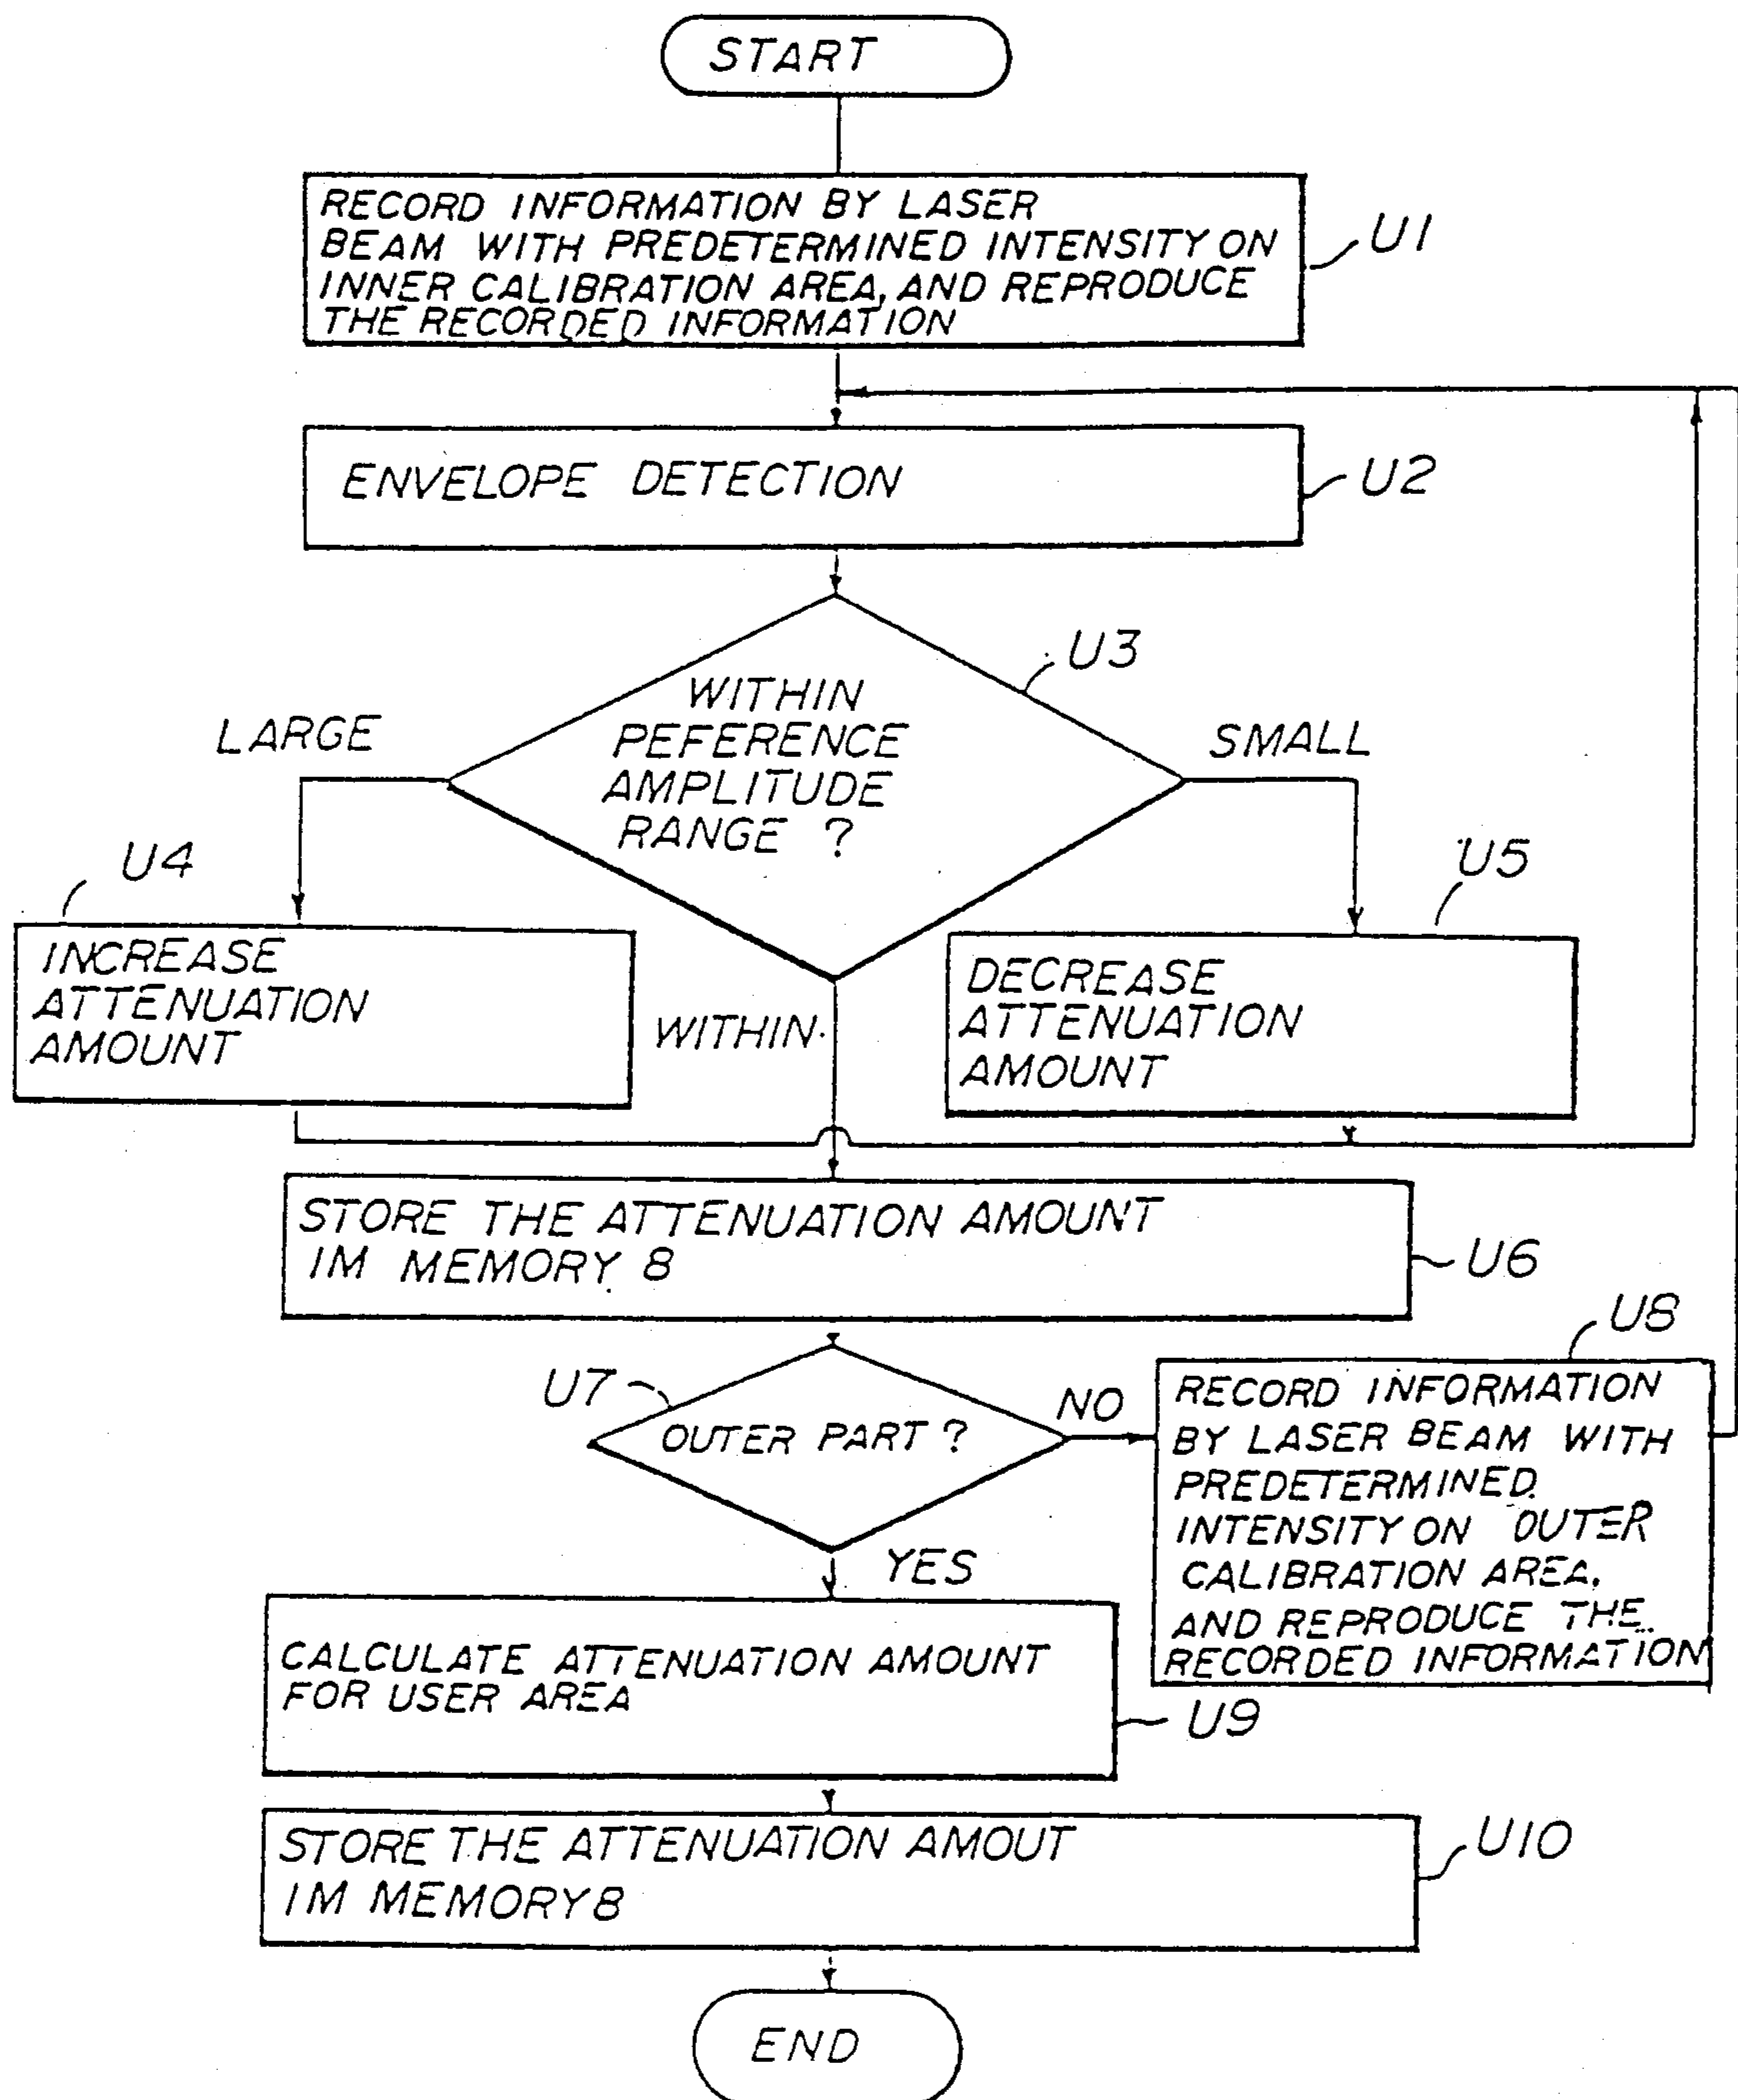 START
RECORD INFORMATION BY LASER
BEAM WITH PREDETERMINED INTENSITY ON
INNER CALIBRATION AREA, AND REPRODUCE
THE RECORDED INFORMATION
U1
ENVELOPE DETECTION
U2
U3
WITHIN
PEFERENCE
AMPLITUDE
RANGE ?
LARGE
SMALL
U4
U5
INCREASE
ATTENUATION
AMOUNT
WITHIN
DECREASE
ATTENUATION
AMOUNT
STORE THE ATTENUATION AMOUNT
IM MEMORY 8
U6
U7
OUTER PART ?
NO
U8
RECORD INFORMATION
BY LASER BEAM WITH
PREDETERMINED
INTENSITY ON OUTER
CALIBRATION AREA,
AND REPRODUCE THE
RECORDED INFORMATION
YES
CALCULATE ATTENUATION AMOUNT
FOR USER AREA
U9
STORE THE ATTENUATION AMOUT
IM MEMORY 8
U10
END